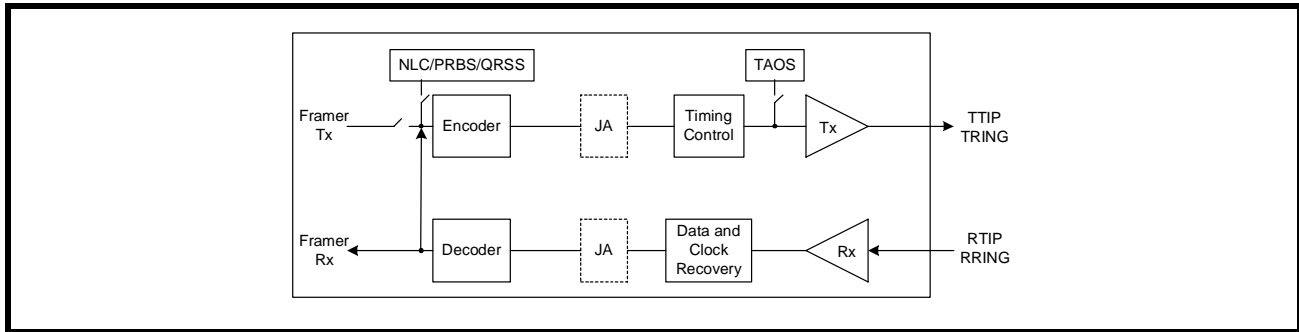 NLC/PRBS/QRSS
TAOS
Framer
Tx
Encoder
JA
Timing
Control
Tx
TTIP
TRING
Framer
Rx
Decoder
JA
Data and
Clock
Recovery
Rx
RTIP
RRING